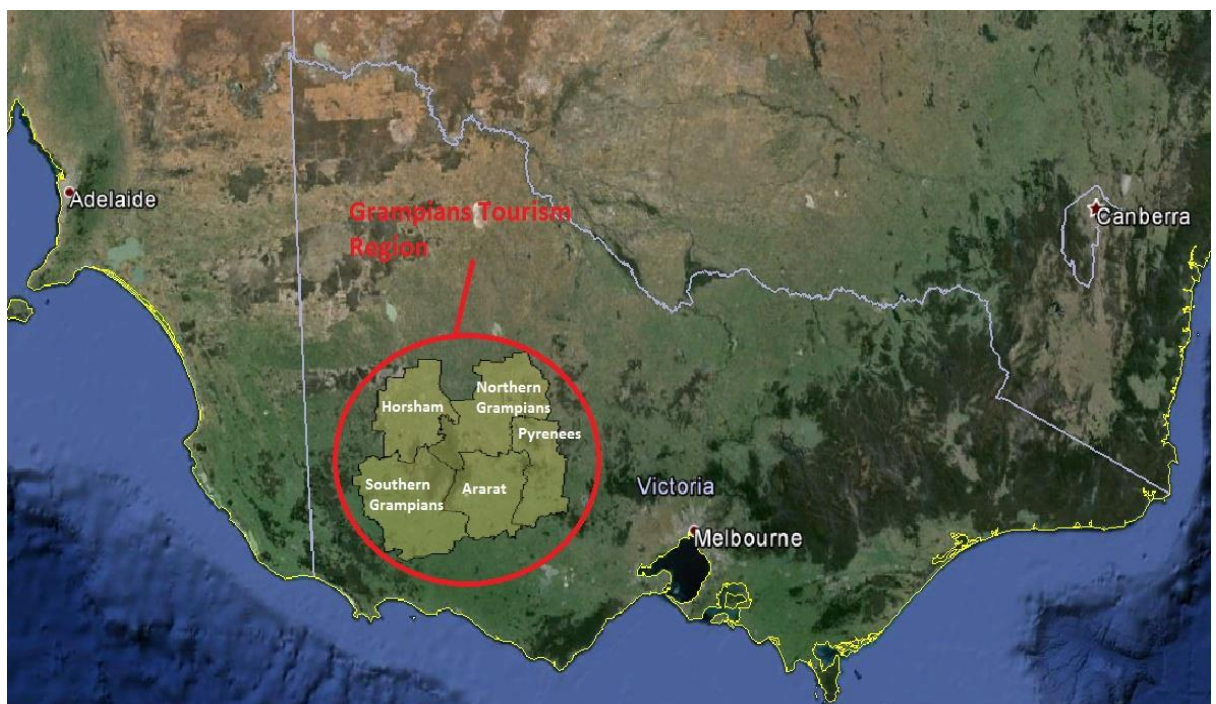 Adelaide
Grampians Tourism
Region
Canberra
Northern
Grampians
Horsham
Pyrenees
Southern
Grampians
Ararat
Victoria
Melbourne